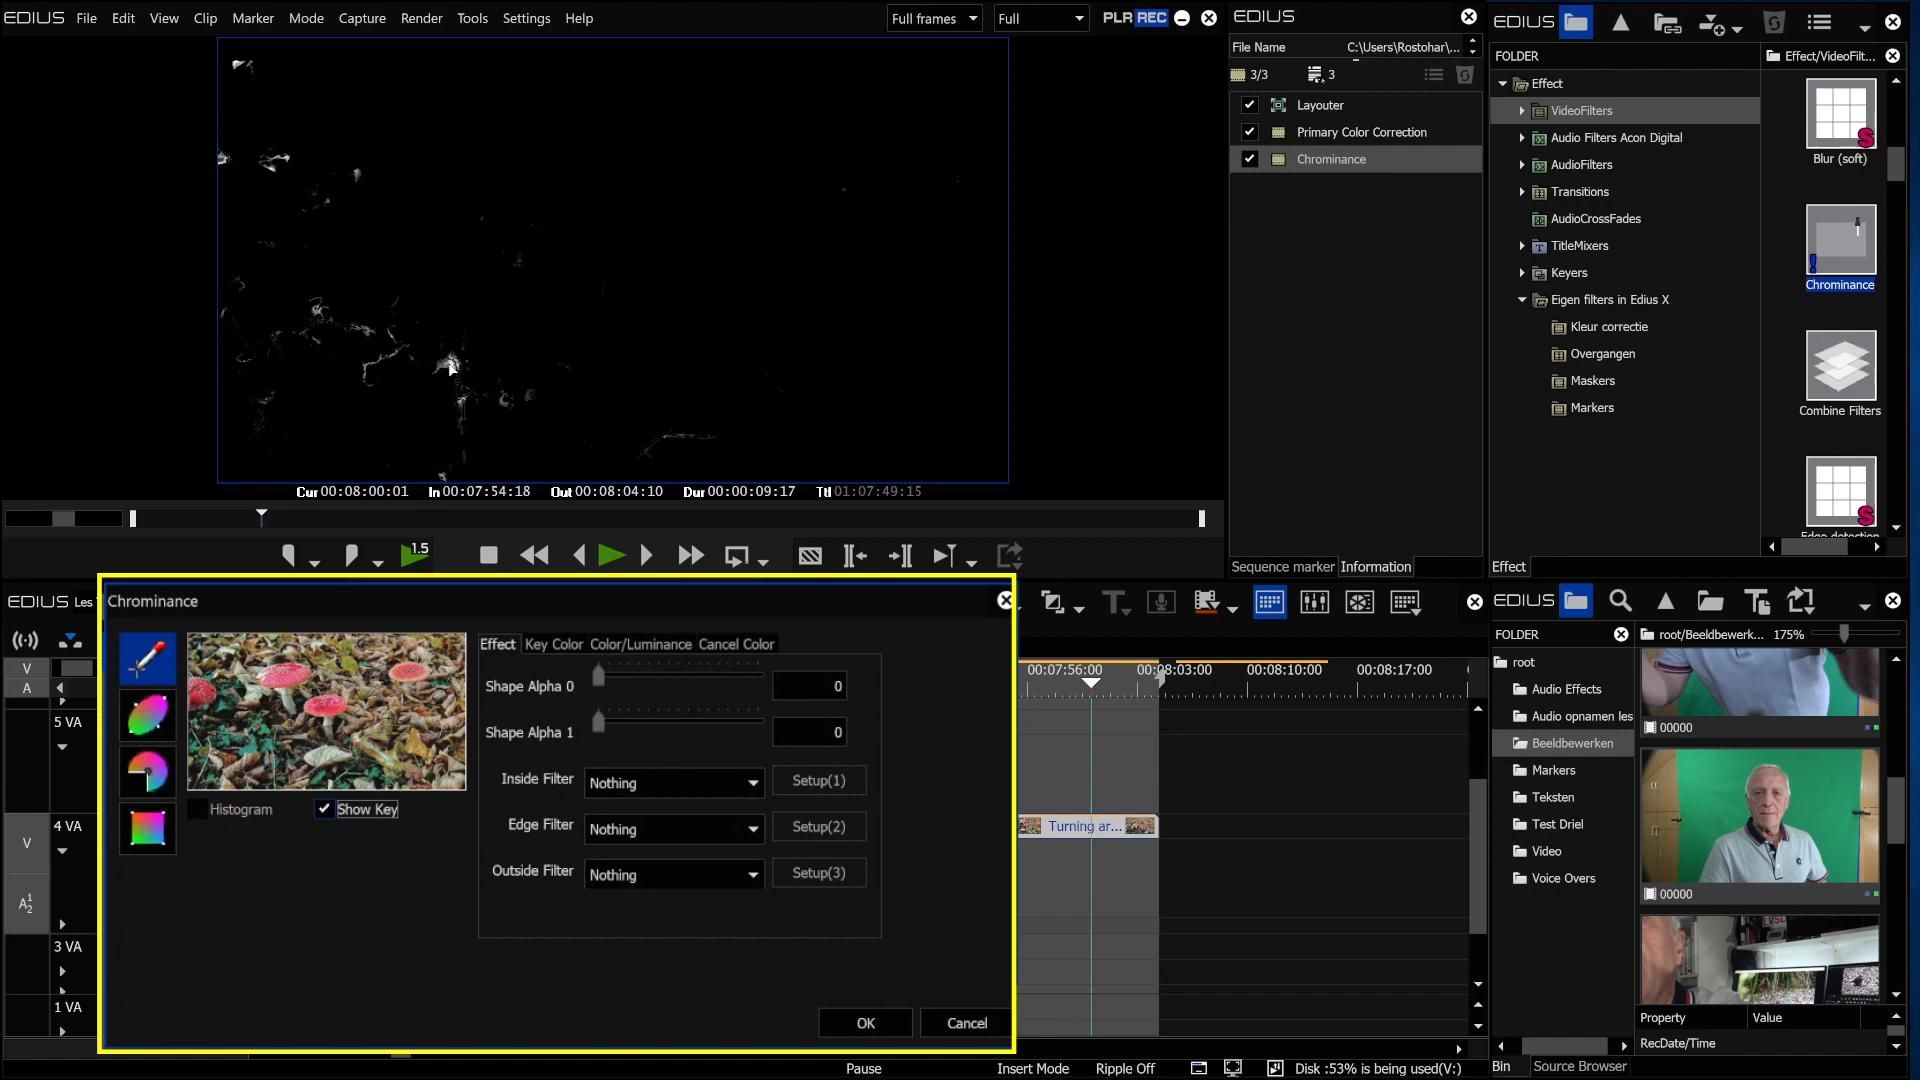 EDIUS File Edit View Clip Marker Mode Capture Render Tools Settings Help
Full frames Full PLR REC
Cur 00:08:00:01 In 00:07:54:18 Out 00:08:04:10 Dur 00:00:09:17 Ttl 01:07:49:15
1.5
EDIUS
File Name C:\Users\Rostohar\...
3/3 3
Layouter
Primary Color Correction
Chrominance
Sequence marker Information
EDIUS
FOLDER Effect/VideoFilt...
Effect
VideoFilters
Audio Filters Acon Digital
AudioFilters
Transitions
AudioCrossFades
TitleMixers
Keyers
Eigen filters in Edius X
Kleur correctie
Overgangen
Maskers
Markers
Blur (soft)
Chrominance
Combine Filters
Edge detection
Effect
EDIUS Les
V
A
5 VA
V 4 VA
A 1 2
3 VA
1 VA
Chrominance
Effect Key Color Color/Luminance Cancel Color
Shape Alpha 0 0
Shape Alpha 1 0
Inside Filter Nothing Setup(1)
Histogram Show Key
Edge Filter Nothing Setup(2)
Outside Filter Nothing Setup(3)
OK Cancel
00:07:56:00 00:08:03:00 00:08:10:00 00:08:17:00
Turning ar...
EDIUS
FOLDER root/Beeldbewerk... 175%
root
Audio Effects
Audio opnamen les
Beeldbewerken
Markers
Teksten
Test Driel
Video
Voice Overs
00000
00000
Property Value
RecDate/Time
Bin Source Browser
Pause Insert Mode Ripple Off Disk :53% is being used(V:)